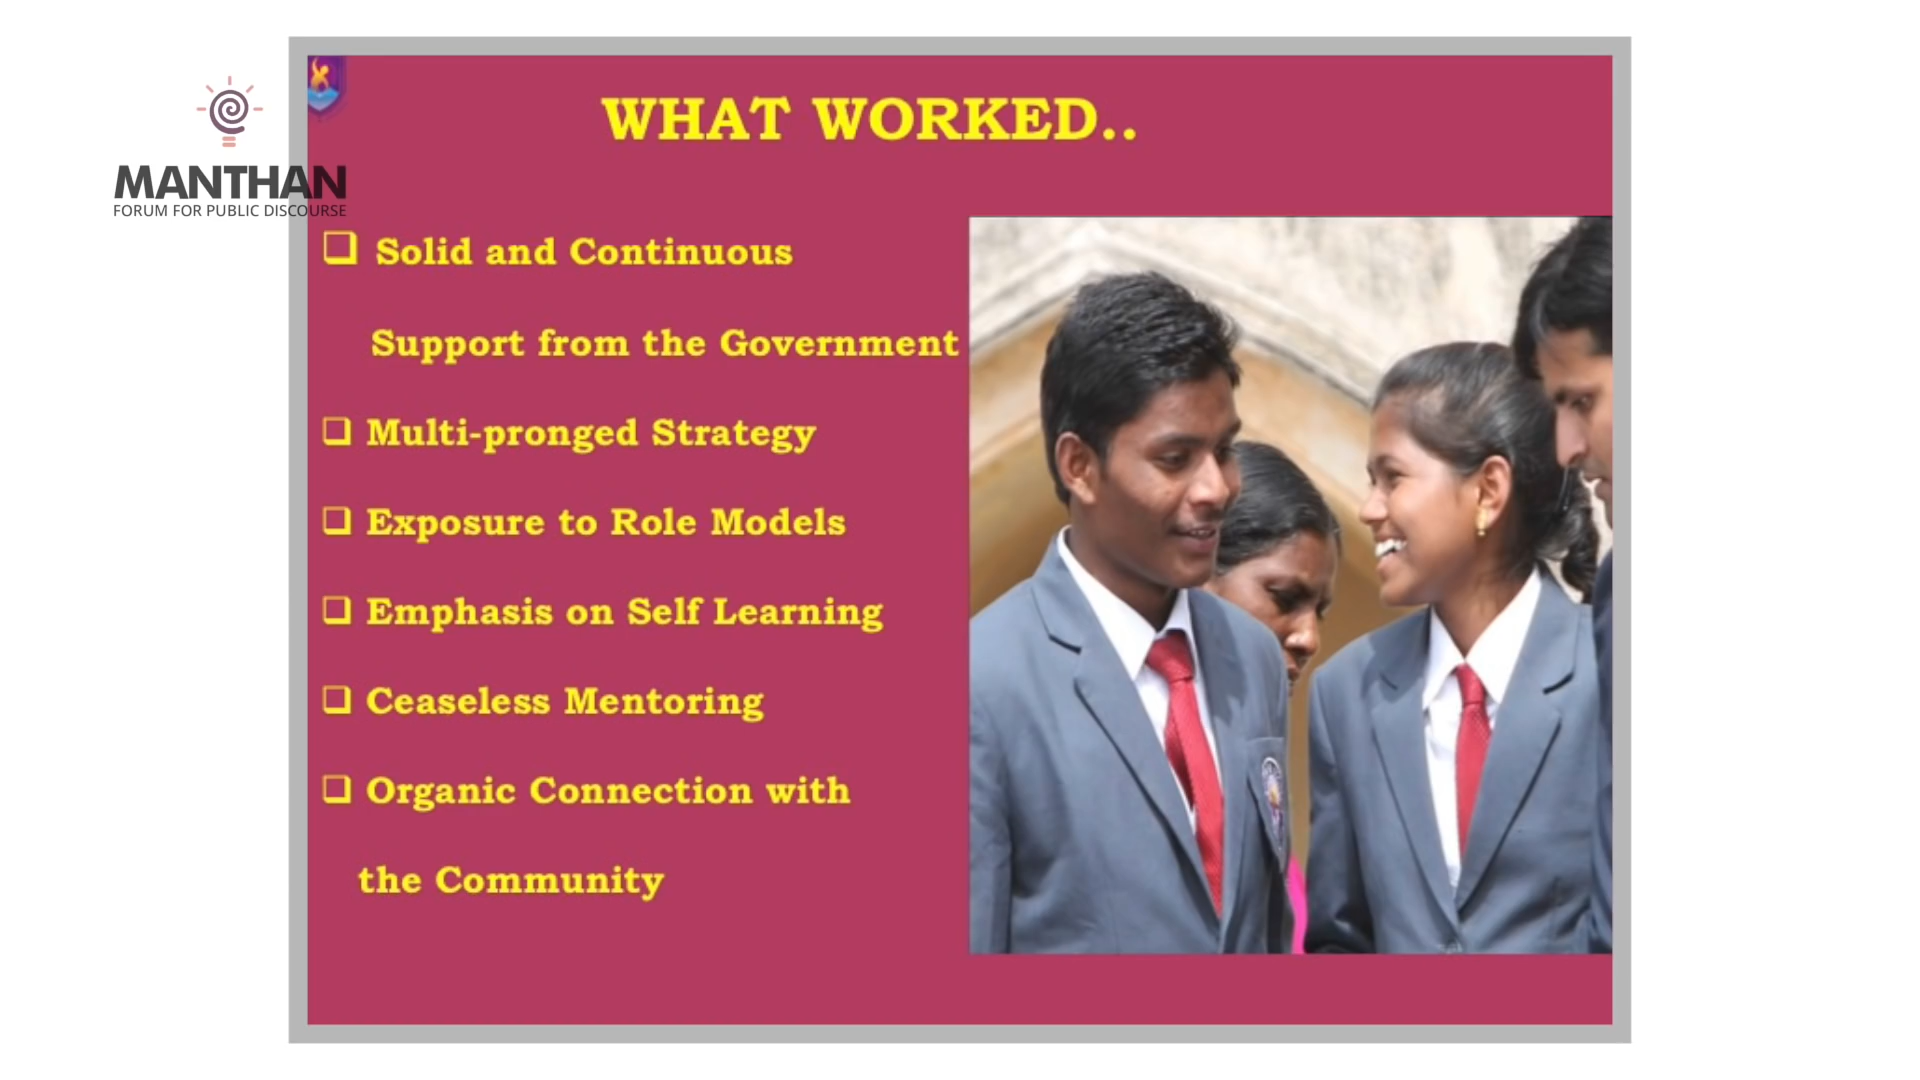 MANTHAN
FORUM FOR PUBLIC DISCOURSE
WHAT WORKED..
Solid and Continuous
Support from the Government
Multi-pronged Strategy
Exposure to Role Models
Emphasis on Self Learning
Ceaseless Mentoring
Organic Connection with
the Community